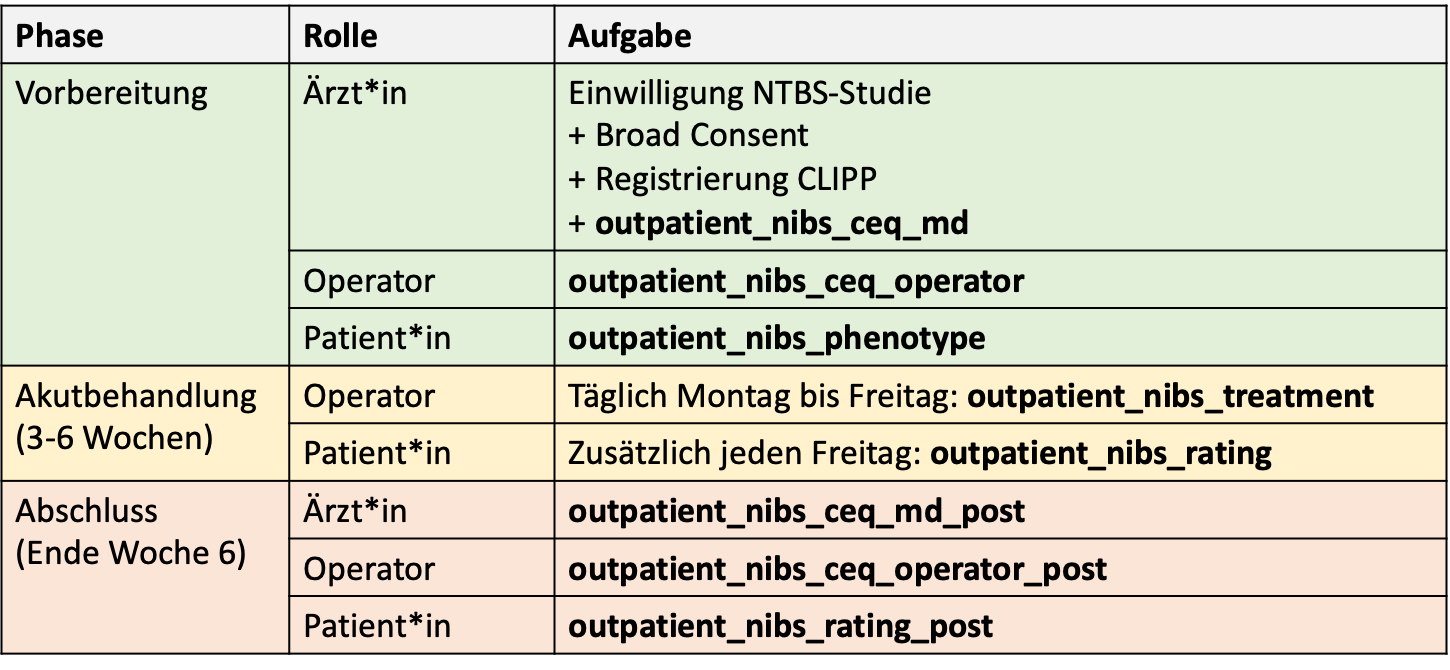 Phase Rolle Aufgabe
Vorbereitung Ärzt*in Einwilligung NTBS-Studie
+ Broad Consent
+ Registrierung CLIPP
+ outpatient_nibs_ceq_md
Operator outpatient_nibs_ceq_operator
Patient*in outpatient_nibs_phenotype
Akutbehandlung Operator Täglich Montag bis Freitag: outpatient_nibs_treatment
(3-6 Wochen) Patient*in Zusätzlich jeden Freitag: outpatient_nibs_rating
Abschluss Ärzt*in outpatient_nibs_ceq_md_post
(Ende Woche 6) Operator outpatient_nibs_ceq_operator_post
Patient*in outpatient_nibs_rating_post